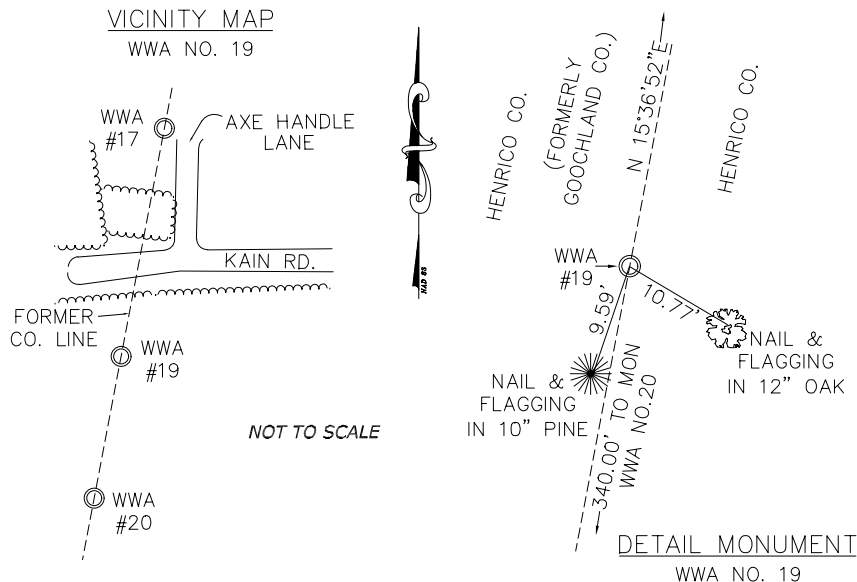 VICINITY MAP
WWA NO. 19
WWA
#17
AXE HANDLE
LANE
KAIN RD.
FORMER
CO. LINE
WWA
#19
NOT TO SCALE
WWA
#20
NAD 83
HENRICO CO.
(FORMERLY
GOOCHLAND CO.)
N 15°36'52"E
HENRICO CO.
WWA
#19
9.59'
10.77'
NAIL &
FLAGGING
IN 12" OAK
NAIL &
FLAGGING
IN 10" PINE
340.00' TO MON
WWA NO.20
DETAIL MONUMENT
WWA NO. 19